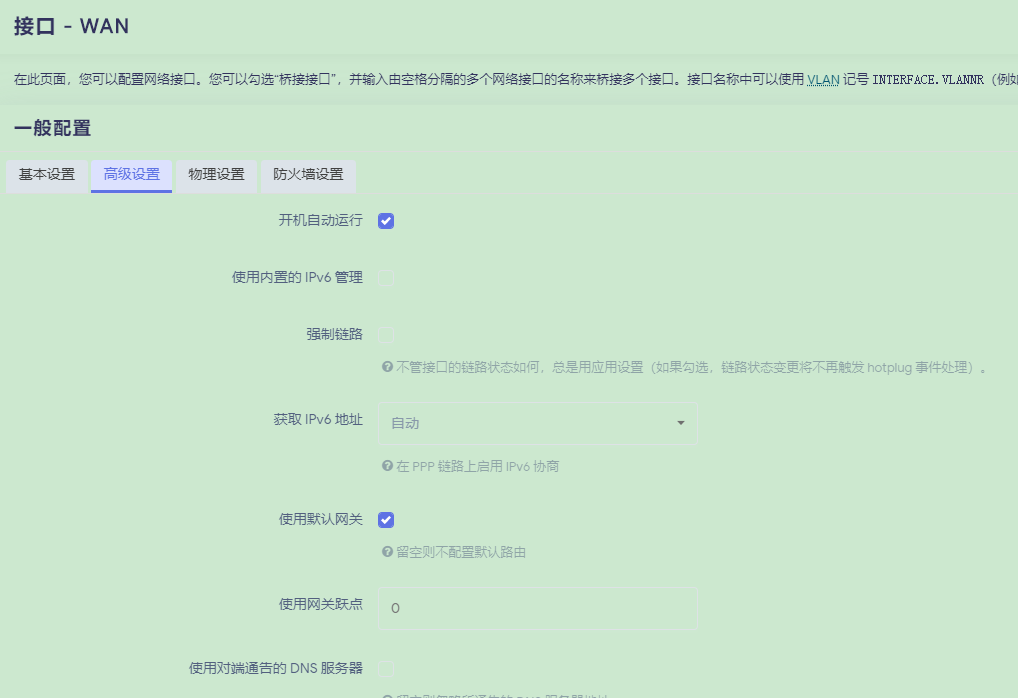 接口 - WAN
在此页面，您可以配置网络接口。您可以勾选“桥接接口”，并输入由空格分隔的多个网络接口的名称来桥接多个接口。接口名称中可以使用 VLAN 记号 INTERFACE.VLANNR（例如
一般配置
基本设置 高级设置 物理设置 防火墙设置
开机自动运行
使用内置的 IPv6 管理
强制链路
不管接口的链路状态如何，总是用应用设置（如果勾选，链路状态变更将不再触发 hotplug 事件处理）。
获取 IPv6 地址 自动
在 PPP 链路上启用 IPv6 协商
使用默认网关
留空则不配置默认路由
使用网关跃点 0
使用对端通告的 DNS 服务器